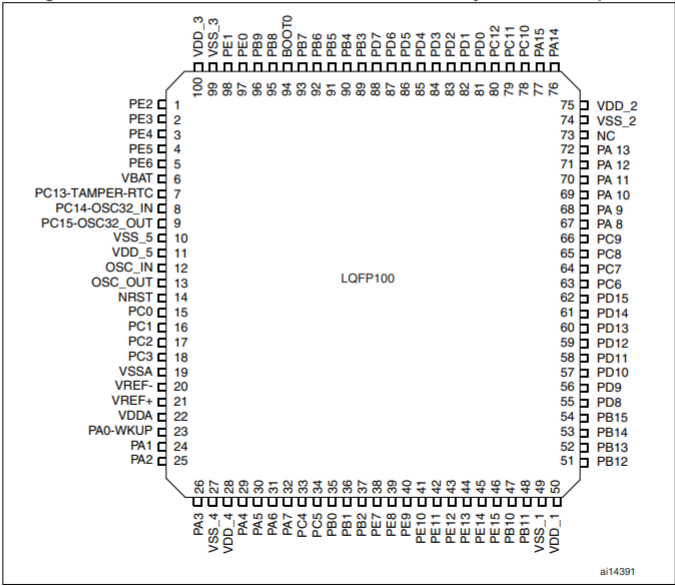 VDD_3
VSS_3
PE1
PE0
PB9
PB8
BOOT0
PB7
PB6
PB5
PB4
PB3
PD7
PD6
PD5
PD4
PD3
PD2
PD1
PD0
PC12
PC11
PC10
PA15
PA14
100
99
98
97
96
95
94
93
92
91
90
89
88
87
86
85
84
83
82
81
80
79
78
77
76
PE2 1
PE3 2
PE4 3
PE5 4
PE6 5
VBAT 6
PC13-TAMPER-RTC 7
PC14-OSC32_IN 8
PC15-OSC32_OUT 9
VSS_5 10
VDD_5 11
OSC_IN 12
OSC_OUT 13
NRST 14
PC0 15
PC1 16
PC2 17
PC3 18
VSSA 19
VREF- 20
VREF+ 21
VDDA 22
PA0-WKUP 23
PA1 24
PA2 25
LQFP100
75 VDD_2
74 VSS_2
73 NC
72 PA 13
71 PA 12
70 PA 11
69 PA 10
68 PA 9
67 PA 8
66 PC9
65 PC8
64 PC7
63 PC6
62 PD15
61 PD14
60 PD13
59 PD12
58 PD11
57 PD10
56 PD9
55 PD8
54 PB15
53 PB14
52 PB13
51 PB12
26
27
28
29
30
31
32
33
34
35
36
37
38
39
40
41
42
43
44
45
46
47
48
49
50
PA3
VSS_4
VDD_4
PA4
PA5
PA6
PA7
PC4
PC5
PB0
PB1
PB2
PE7
PE8
PE9
PE10
PE11
PE12
PE13
PE14
PE15
PB10
PB11
VSS_1
VDD_1
ai14391